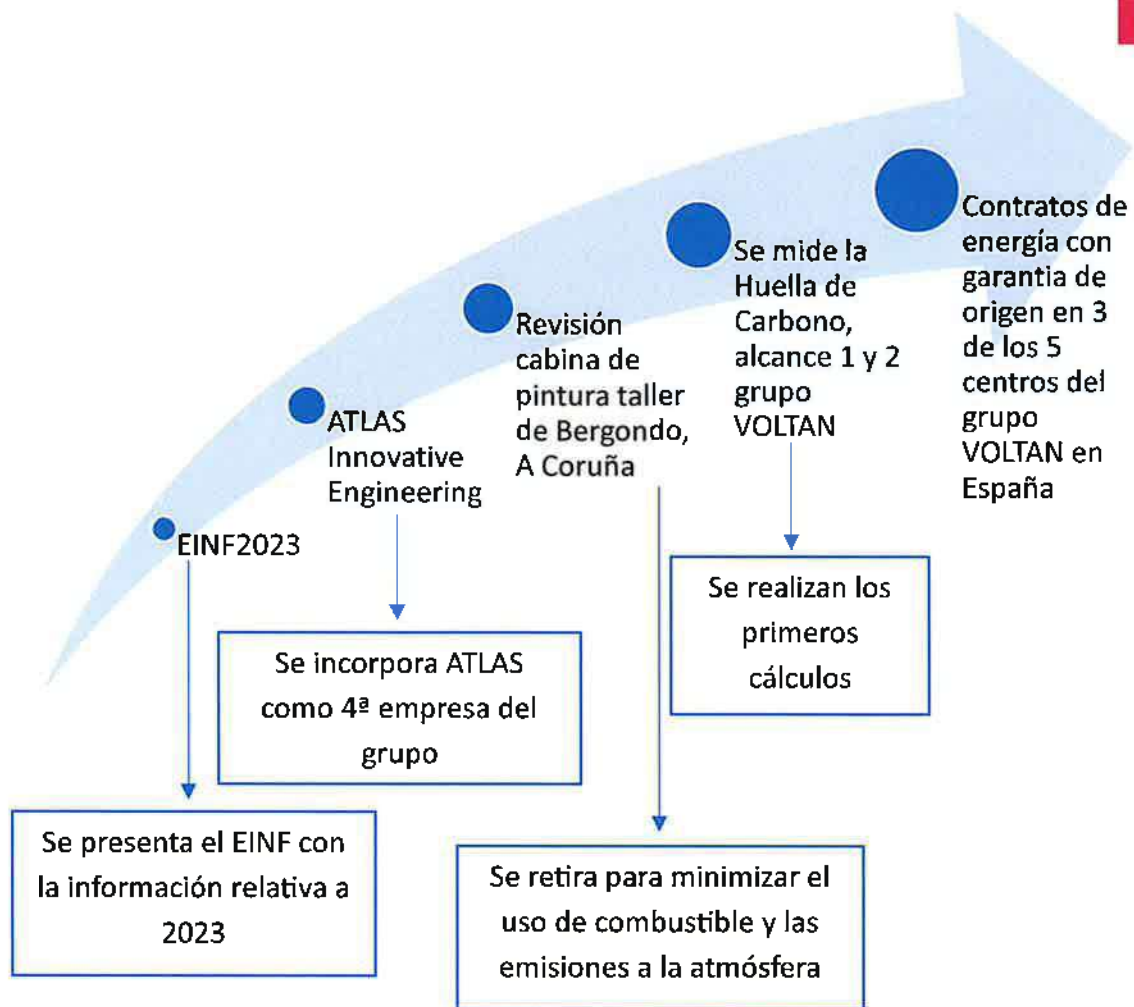 EINF2023
Se presenta el EINF con
la información relativa a
2023
ATLAS
Innovative
Engineering
Se incorpora ATLAS
como 4ª empresa del
grupo
Revisión
cabina de
pintura taller
de Bergondo,
A Coruña
Se retira para minimizar el
uso de combustible y las
emisiones a la atmósfera
Se mide la
Huella de
Carbono,
alcance 1 y 2
grupo
VOLTAN
Se realizan los
primeros
cálculos
Contratos de
energía con
garantia de
origen en 3
de los 5
centros del
grupo
VOLTAN en
España